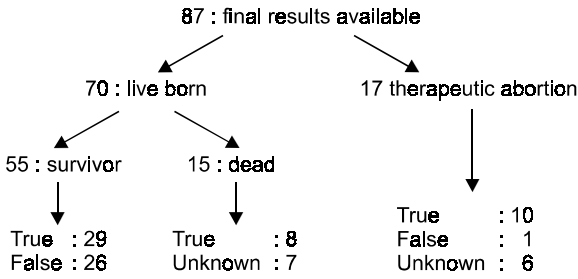 87 : final results available
70 : live born
17 therapeutic abortion
55 : survivor
15 : dead
True : 29
False : 26
True : 8
Unknown : 7
True : 10
False : 1
Unknown : 6